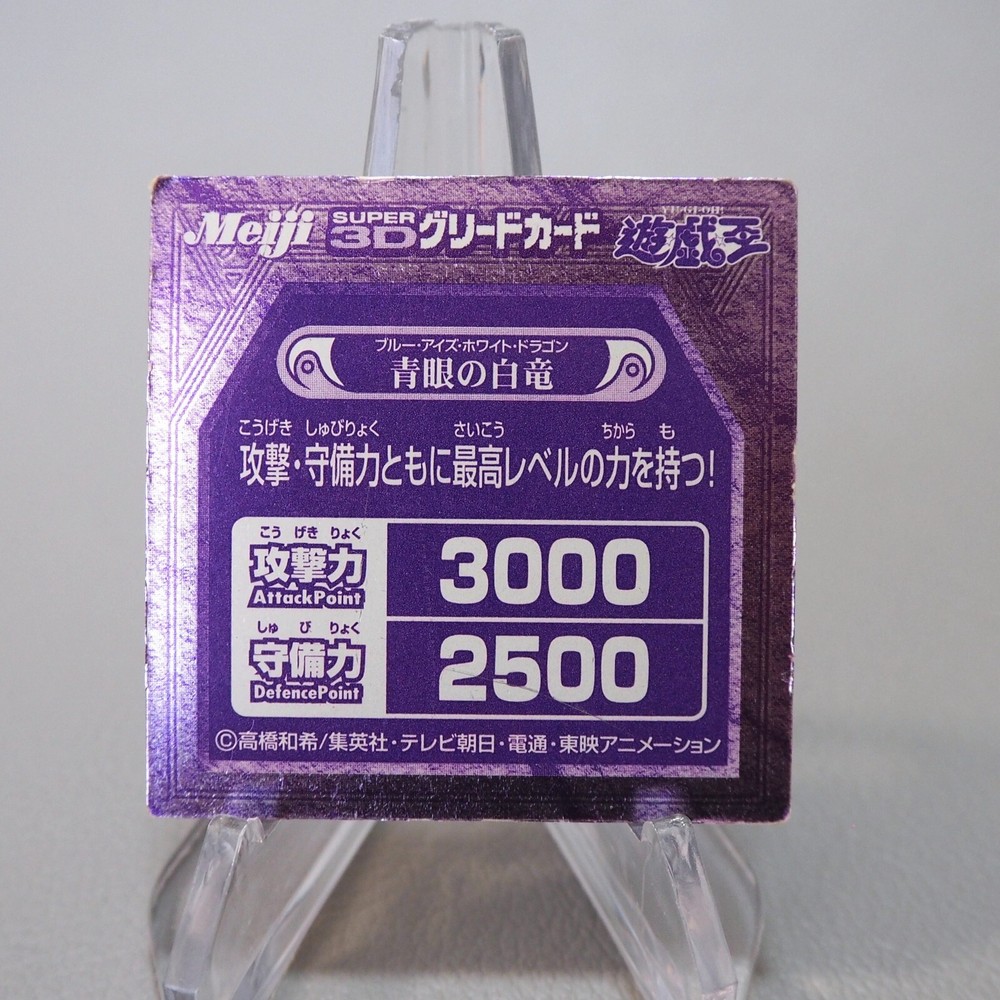 Meiji SUPER 3Dグリードカード YU-GI-OH! 遊戯王
ブルー・アイズ・ホワイト・ドラゴン
青眼の白竜
こうげき しゅびりょく さいこう ちから も
攻撃・守備力ともに最高レベルの力を持つ!
こう げき りょく
攻撃力 3000
AttackPoint
しゅ び りょく
守備力 2500
DefencePoint
©高橋和希/集英社・テレビ朝日・電通・東映アニメーション